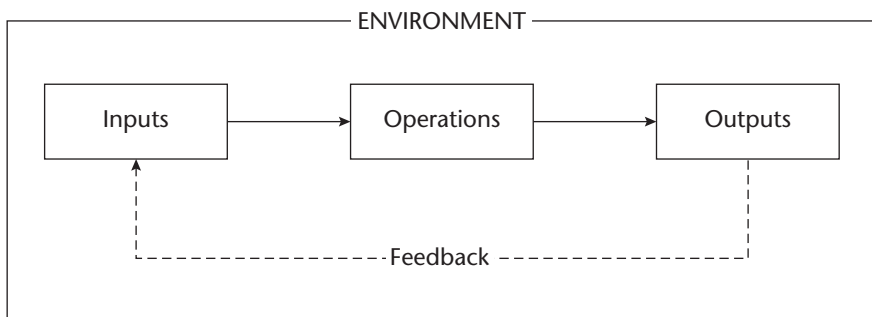 ENVIRONMENT
Inputs
Operations
Outputs
Feedback